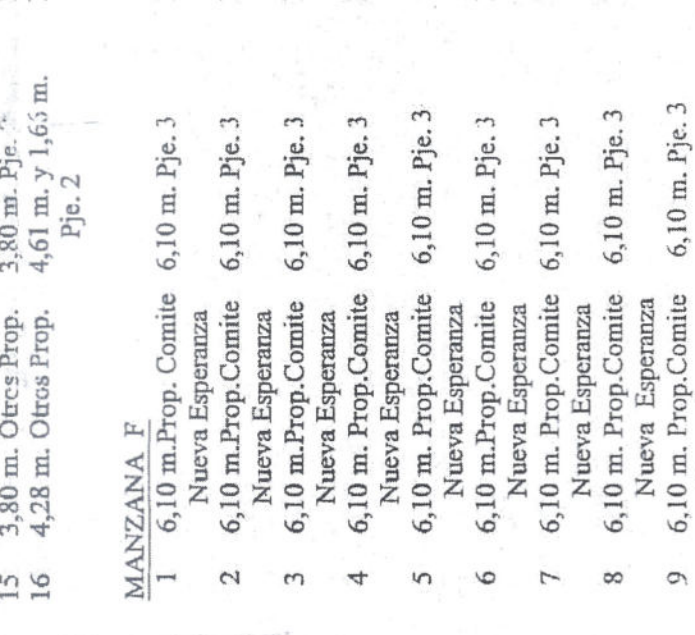 15 3,80 m. Otros Prop. 3,80 m. Pje.
16 4,28 m. Otros Prop. 4,61 m. y 1,65 m.
Pje. 2
MANZANA F
1 6,10 m.Prop. Comite 6,10 m. Pje. 3
Nueva Esperanza
2 6,10 m.Prop.Comite 6,10 m. Pje. 3
Nueva Esperanza
3 6,10 m.Prop.Comite 6,10 m. Pje. 3
Nueva Esperanza
4 6,10 m. Prop.Comite 6,10 m. Pje. 3
Nueva Esperanza
5 6,10 m. Prop.Comite 6,10 m. Pje. 3
Nueva Esperanza
6 6,10 m.Prop.Comite 6,10 m. Pje. 3
Nueva Esperanza
7 6,10 m. Prop.Comite 6,10 m. Pje. 3
Nueva Esperanza
8 6,10 m. Prop.Comite 6,10 m. Pje. 3
Nueva Esperanza
9 6,10 m. Prop.Comite 6,10 m. Pje. 3